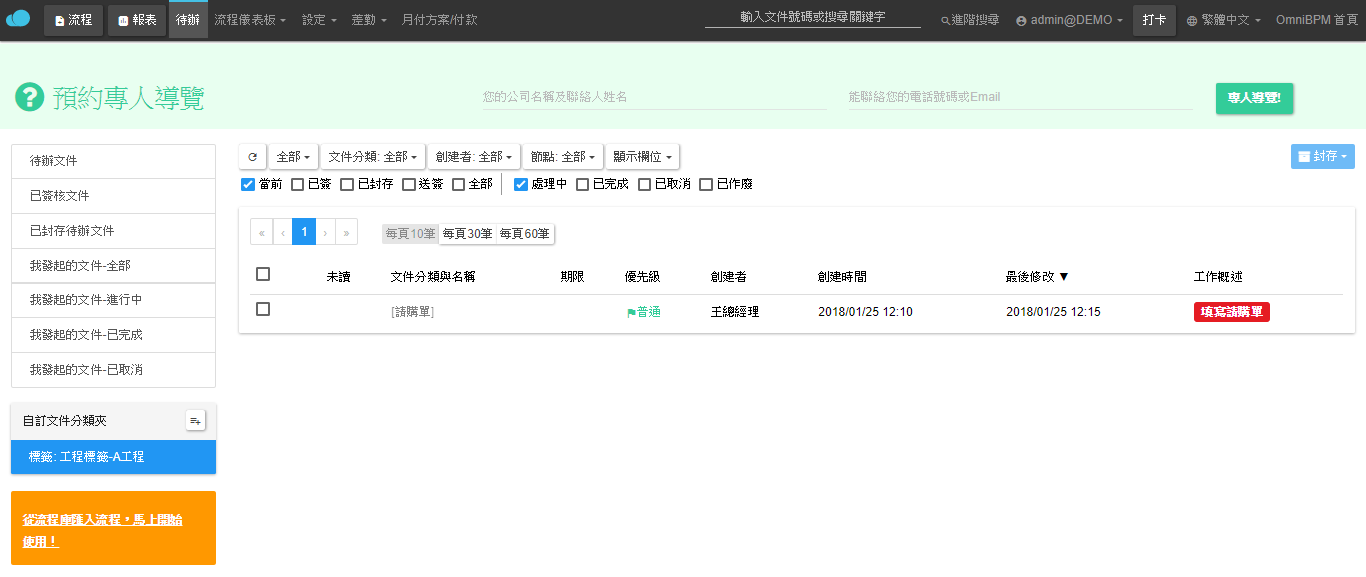 流程 報表 待辦 流程儀表板 設定 差勤 月付方案/付款 輸入文件號碼或搜尋關鍵字 進階搜尋 admin@DEMO 打卡 繁體中文 OmniBPM 首頁
? 預約專人導覽 您的公司名稱及聯絡人姓名 能聯絡您的電話號碼或Email 專人導覽!
待辦文件
已簽核文件
已封存待辦文件
我發起的文件-全部
我發起的文件-進行中
我發起的文件-已完成
我發起的文件-已取消
自訂文件分類夾
標籤: 工程標籤-A工程
從流程庫匯入流程，馬上開始
使用！
全部 文件分類: 全部 創建者: 全部 節點: 全部 顯示欄位 封存
當前 已簽 已封存 送簽 全部 處理中 已完成 已取消 已作廢
« ‹ 1 › » 每頁10筆 每頁30筆 每頁60筆
未讀 文件分類與名稱 期限 優先級 創建者 創建時間 最後修改 ▼ 工作概述
[請購單] 普通 王總經理 2018/01/25 12:10 2018/01/25 12:15 填寫請購單